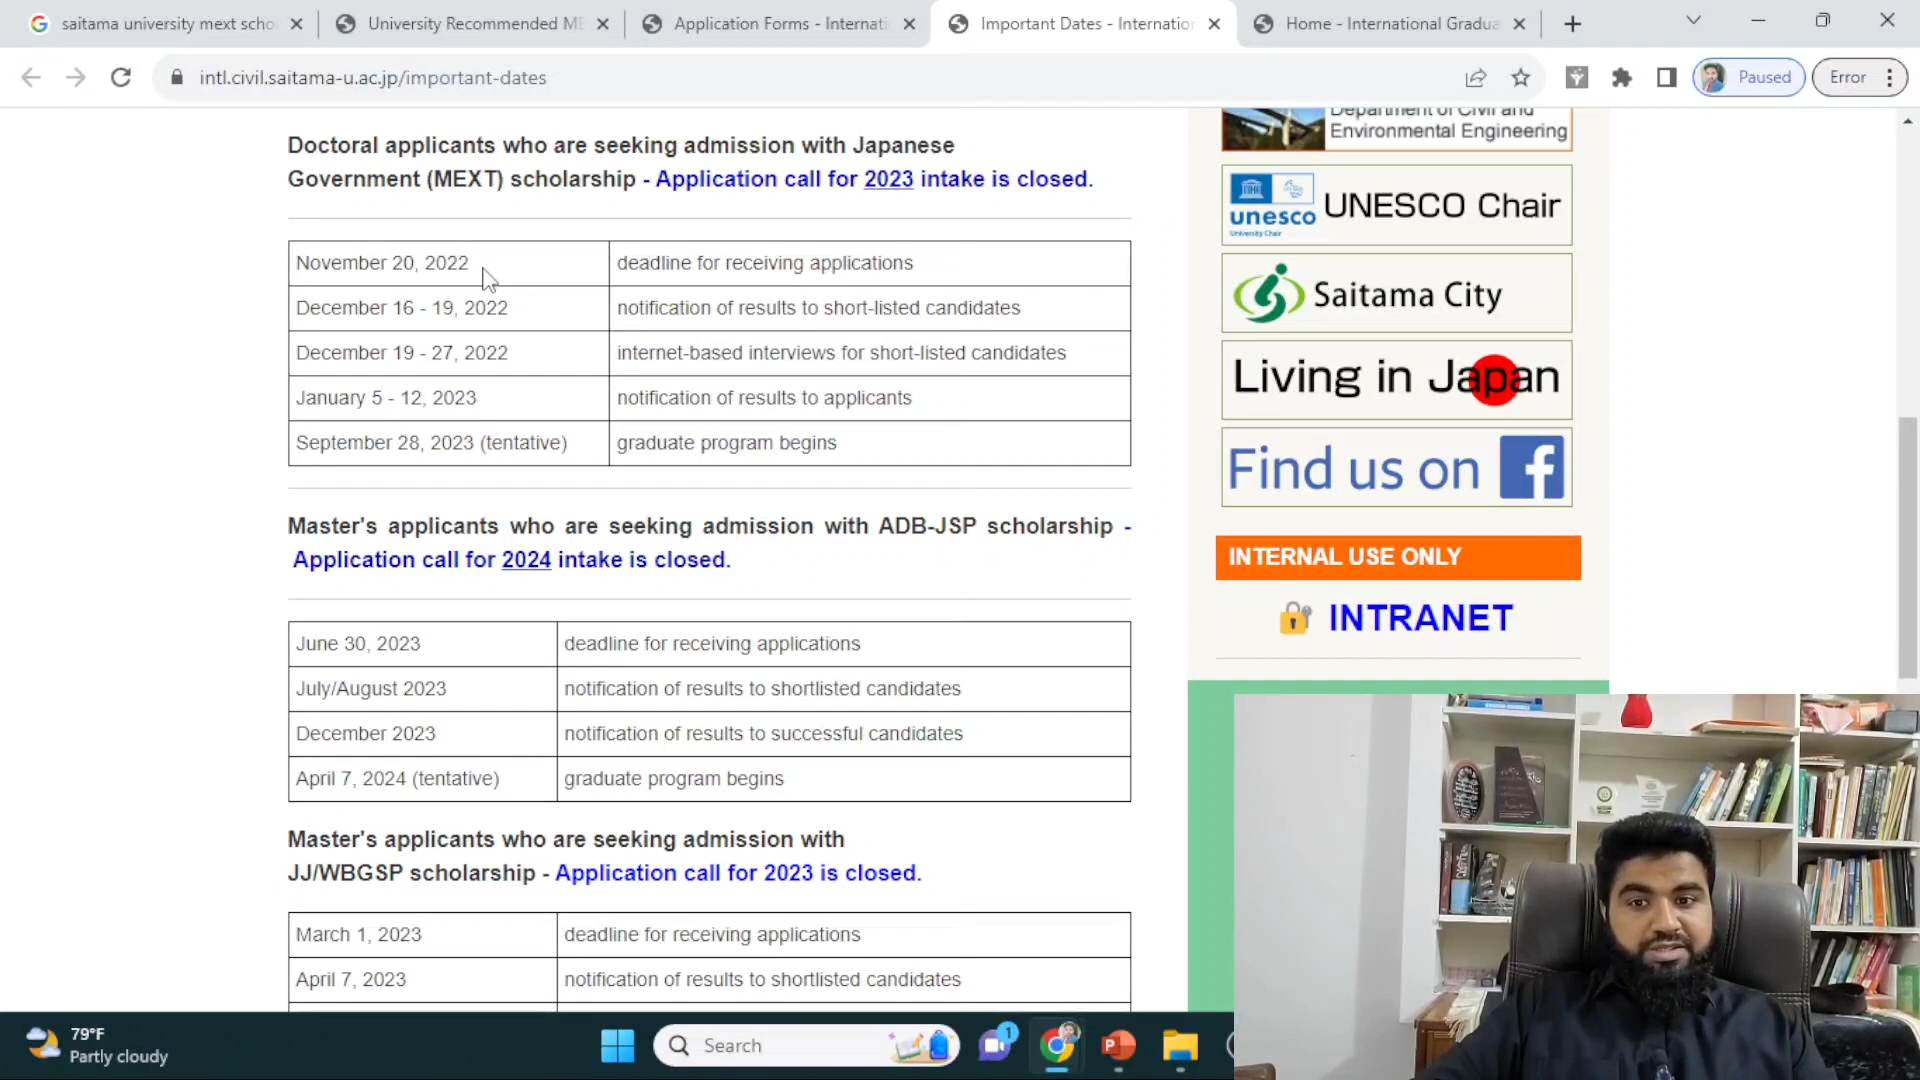 saitama university mext scho
University Recommended ME
Application Forms - Internati
Important Dates - Internatio
Home - International Gradua
intl.civil.saitama-u.ac.jp/important-dates
Paused
Error
Doctoral applicants who are seeking admission with Japanese
Government (MEXT) scholarship - Application call for 2023 intake is closed.
November 20, 2022 deadline for receiving applications
December 16 - 19, 2022 notification of results to short-listed candidates
December 19 - 27, 2022 internet-based interviews for short-listed candidates
January 5 - 12, 2023 notification of results to applicants
September 28, 2023 (tentative) graduate program begins
Master's applicants who are seeking admission with ADB-JSP scholarship -
Application call for 2024 intake is closed.
June 30, 2023 deadline for receiving applications
July/August 2023 notification of results to shortlisted candidates
December 2023 notification of results to successful candidates
April 7, 2024 (tentative) graduate program begins
Master's applicants who are seeking admission with
JJ/WBGSP scholarship - Application call for 2023 is closed.
March 1, 2023 deadline for receiving applications
April 7, 2023 notification of results to shortlisted candidates
Department of Civil and
Environmental Engineering
unesco
University Chair
UNESCO Chair
Saitama City
Living in Japan
Find us on f
INTERNAL USE ONLY
INTRANET
79°F
Partly cloudy
Search
1
P